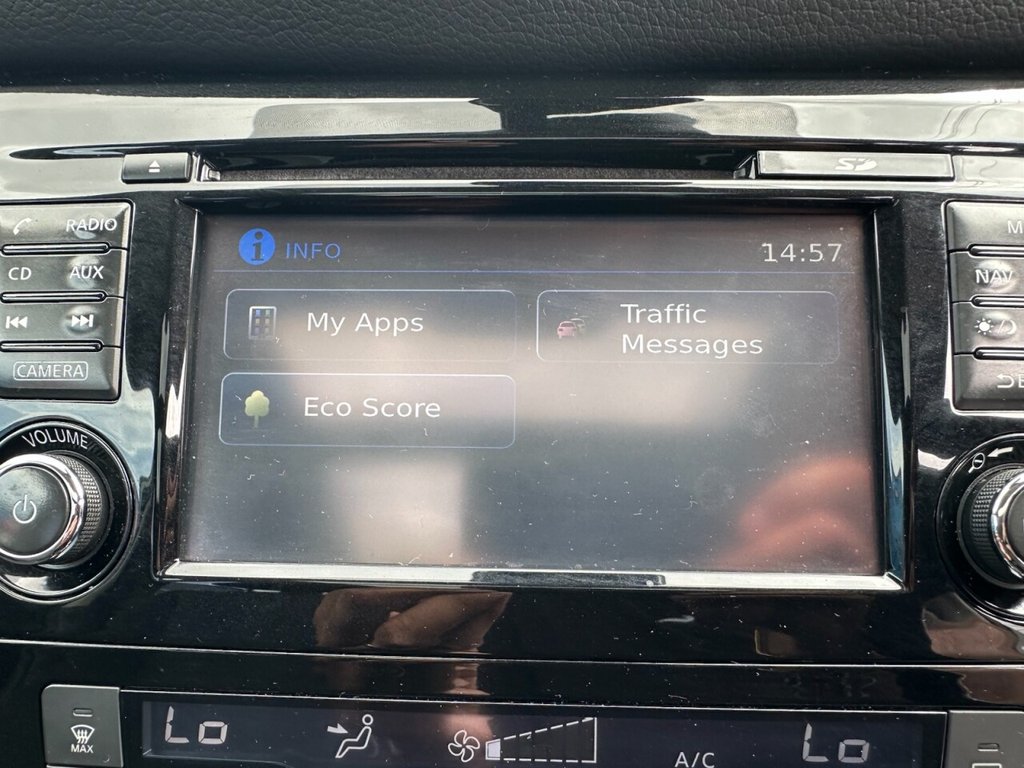 RADIO
CD AUX
CAMERA
VOLUME
INFO
14:57
My Apps
Traffic
Messages
Eco Score
NAV
MAX
Lo
A/C
Lo